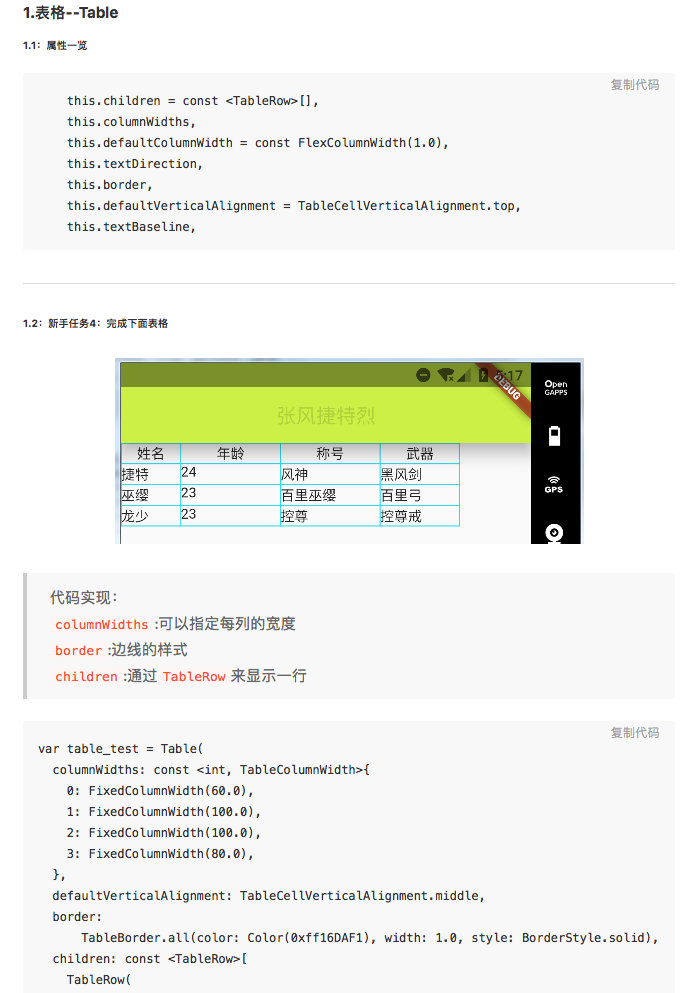 1.表格--Table
1.1：属性一览
复制代码
this.children = const <TableRow>[],
this.columnWidths,
this.defaultColumnWidth = const FlexColumnWidth(1.0),
this.textDirection,
this.border,
this.defaultVerticalAlignment = TableCellVerticalAlignment.top,
this.textBaseline,
1.2：新手任务4：完成下面表格
5:17
DEBUG
Open
GAPPS
张风捷特烈
姓名 年龄 称号 武器
捷特 24 风神 黑风剑
巫缨 23 百里巫缨 百里弓
龙少 23 控尊 控尊戒
GPS
代码实现：
columnWidths :可以指定每列的宽度
border :边线的样式
children :通过 TableRow 来显示一行
复制代码
var table_test = Table(
columnWidths: const <int, TableColumnWidth>{
0: FixedColumnWidth(60.0),
1: FixedColumnWidth(100.0),
2: FixedColumnWidth(100.0),
3: FixedColumnWidth(80.0),
},
defaultVerticalAlignment: TableCellVerticalAlignment.middle,
border:
TableBorder.all(color: Color(0xff16DAF1), width: 1.0, style: BorderStyle.solid),
children: const <TableRow>[
TableRow(